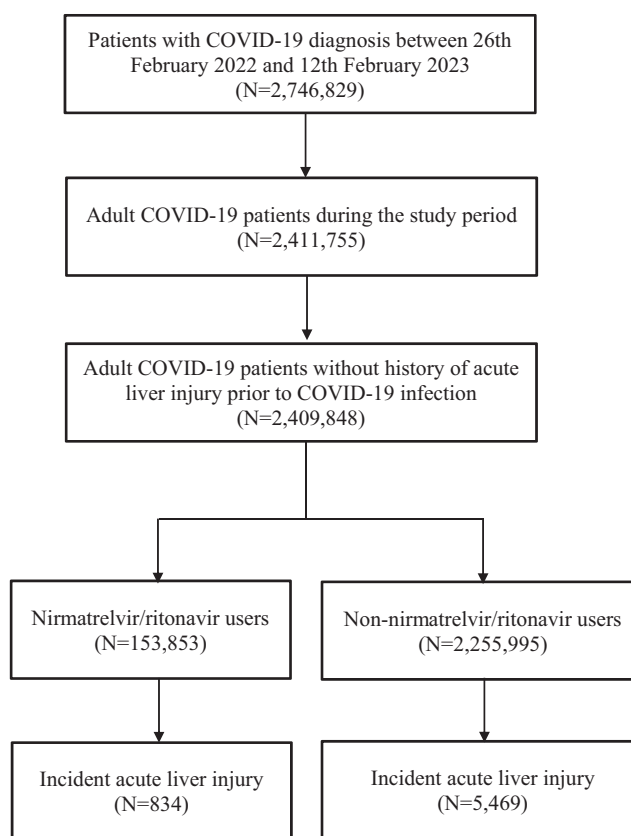 Patients with COVID-19 diagnosis between 26th
February 2022 and 12th February 2023
(N=2,746,829)
Adult COVID-19 patients during the study period
(N=2,411,755)
Adult COVID-19 patients without history of acute
liver injury prior to COVID-19 infection
(N=2,409,848)
Nirmatrelvir/ritonavir users
(N=153,853)
Non-nirmatrelvir/ritonavir users
(N=2,255,995)
Incident acute liver injury
(N=834)
Incident acute liver injury
(N=5,469)